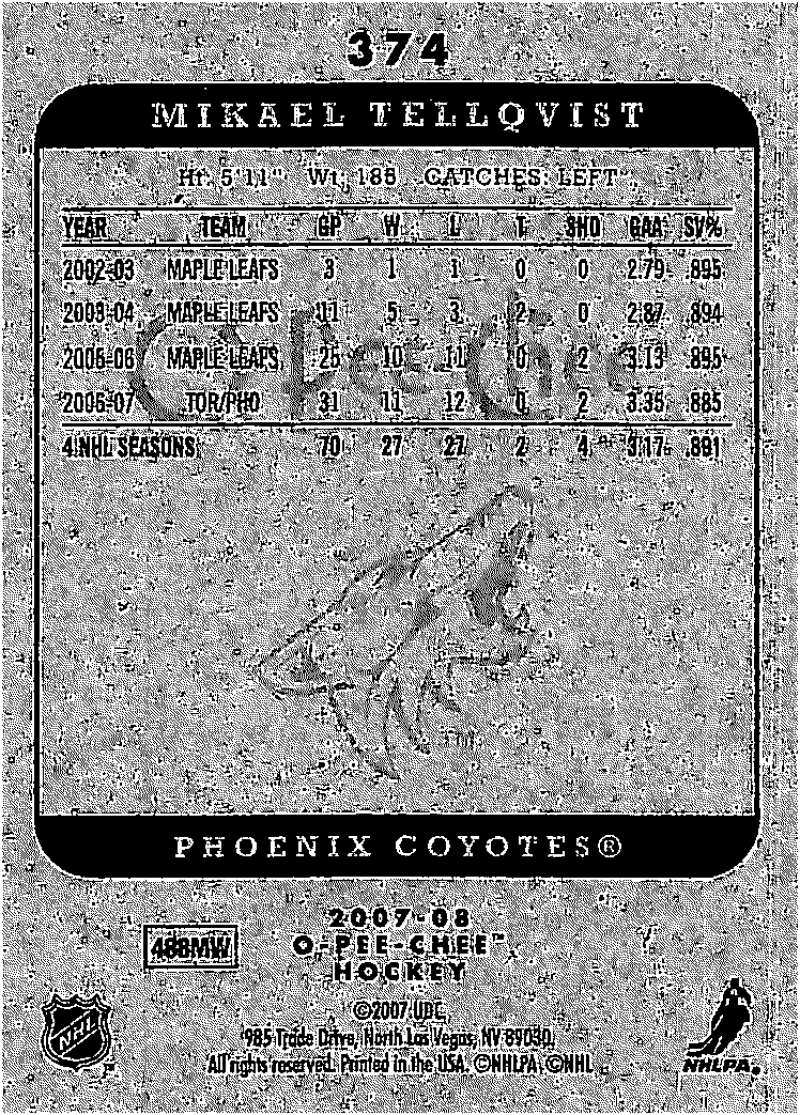 374
MIKAEL TELLQVIST
Ht. 5'11" Wt. 185 CATCHES: LEFT
YEAR TEAM GP W L T SHO GAA SV%
2002-03 MAPLE LEAFS 3 1 1 0 0 2.79 .895
2003-04 MAPLE LEAFS 11 5 3 2 0 2.87 .894
2005-06 MAPLE LEAFS 25 10 11 0 2 3.13 .895
2006-07 TOR/PHO 31 11 12 0 2 3.35 .885
4 NHL SEASONS 70 27 27 2 4 3.17 .891
O-Pee-Chee
PHOENIX COYOTES®
2007-08
488MW O-PEE-CHEE™
HOCKEY
©2007 UDC
985 Trade Drive, North Las Vegas, NV 89030.
All rights reserved. Printed in the USA. ©NHLPA ©NHL
NHL
NHLPA®